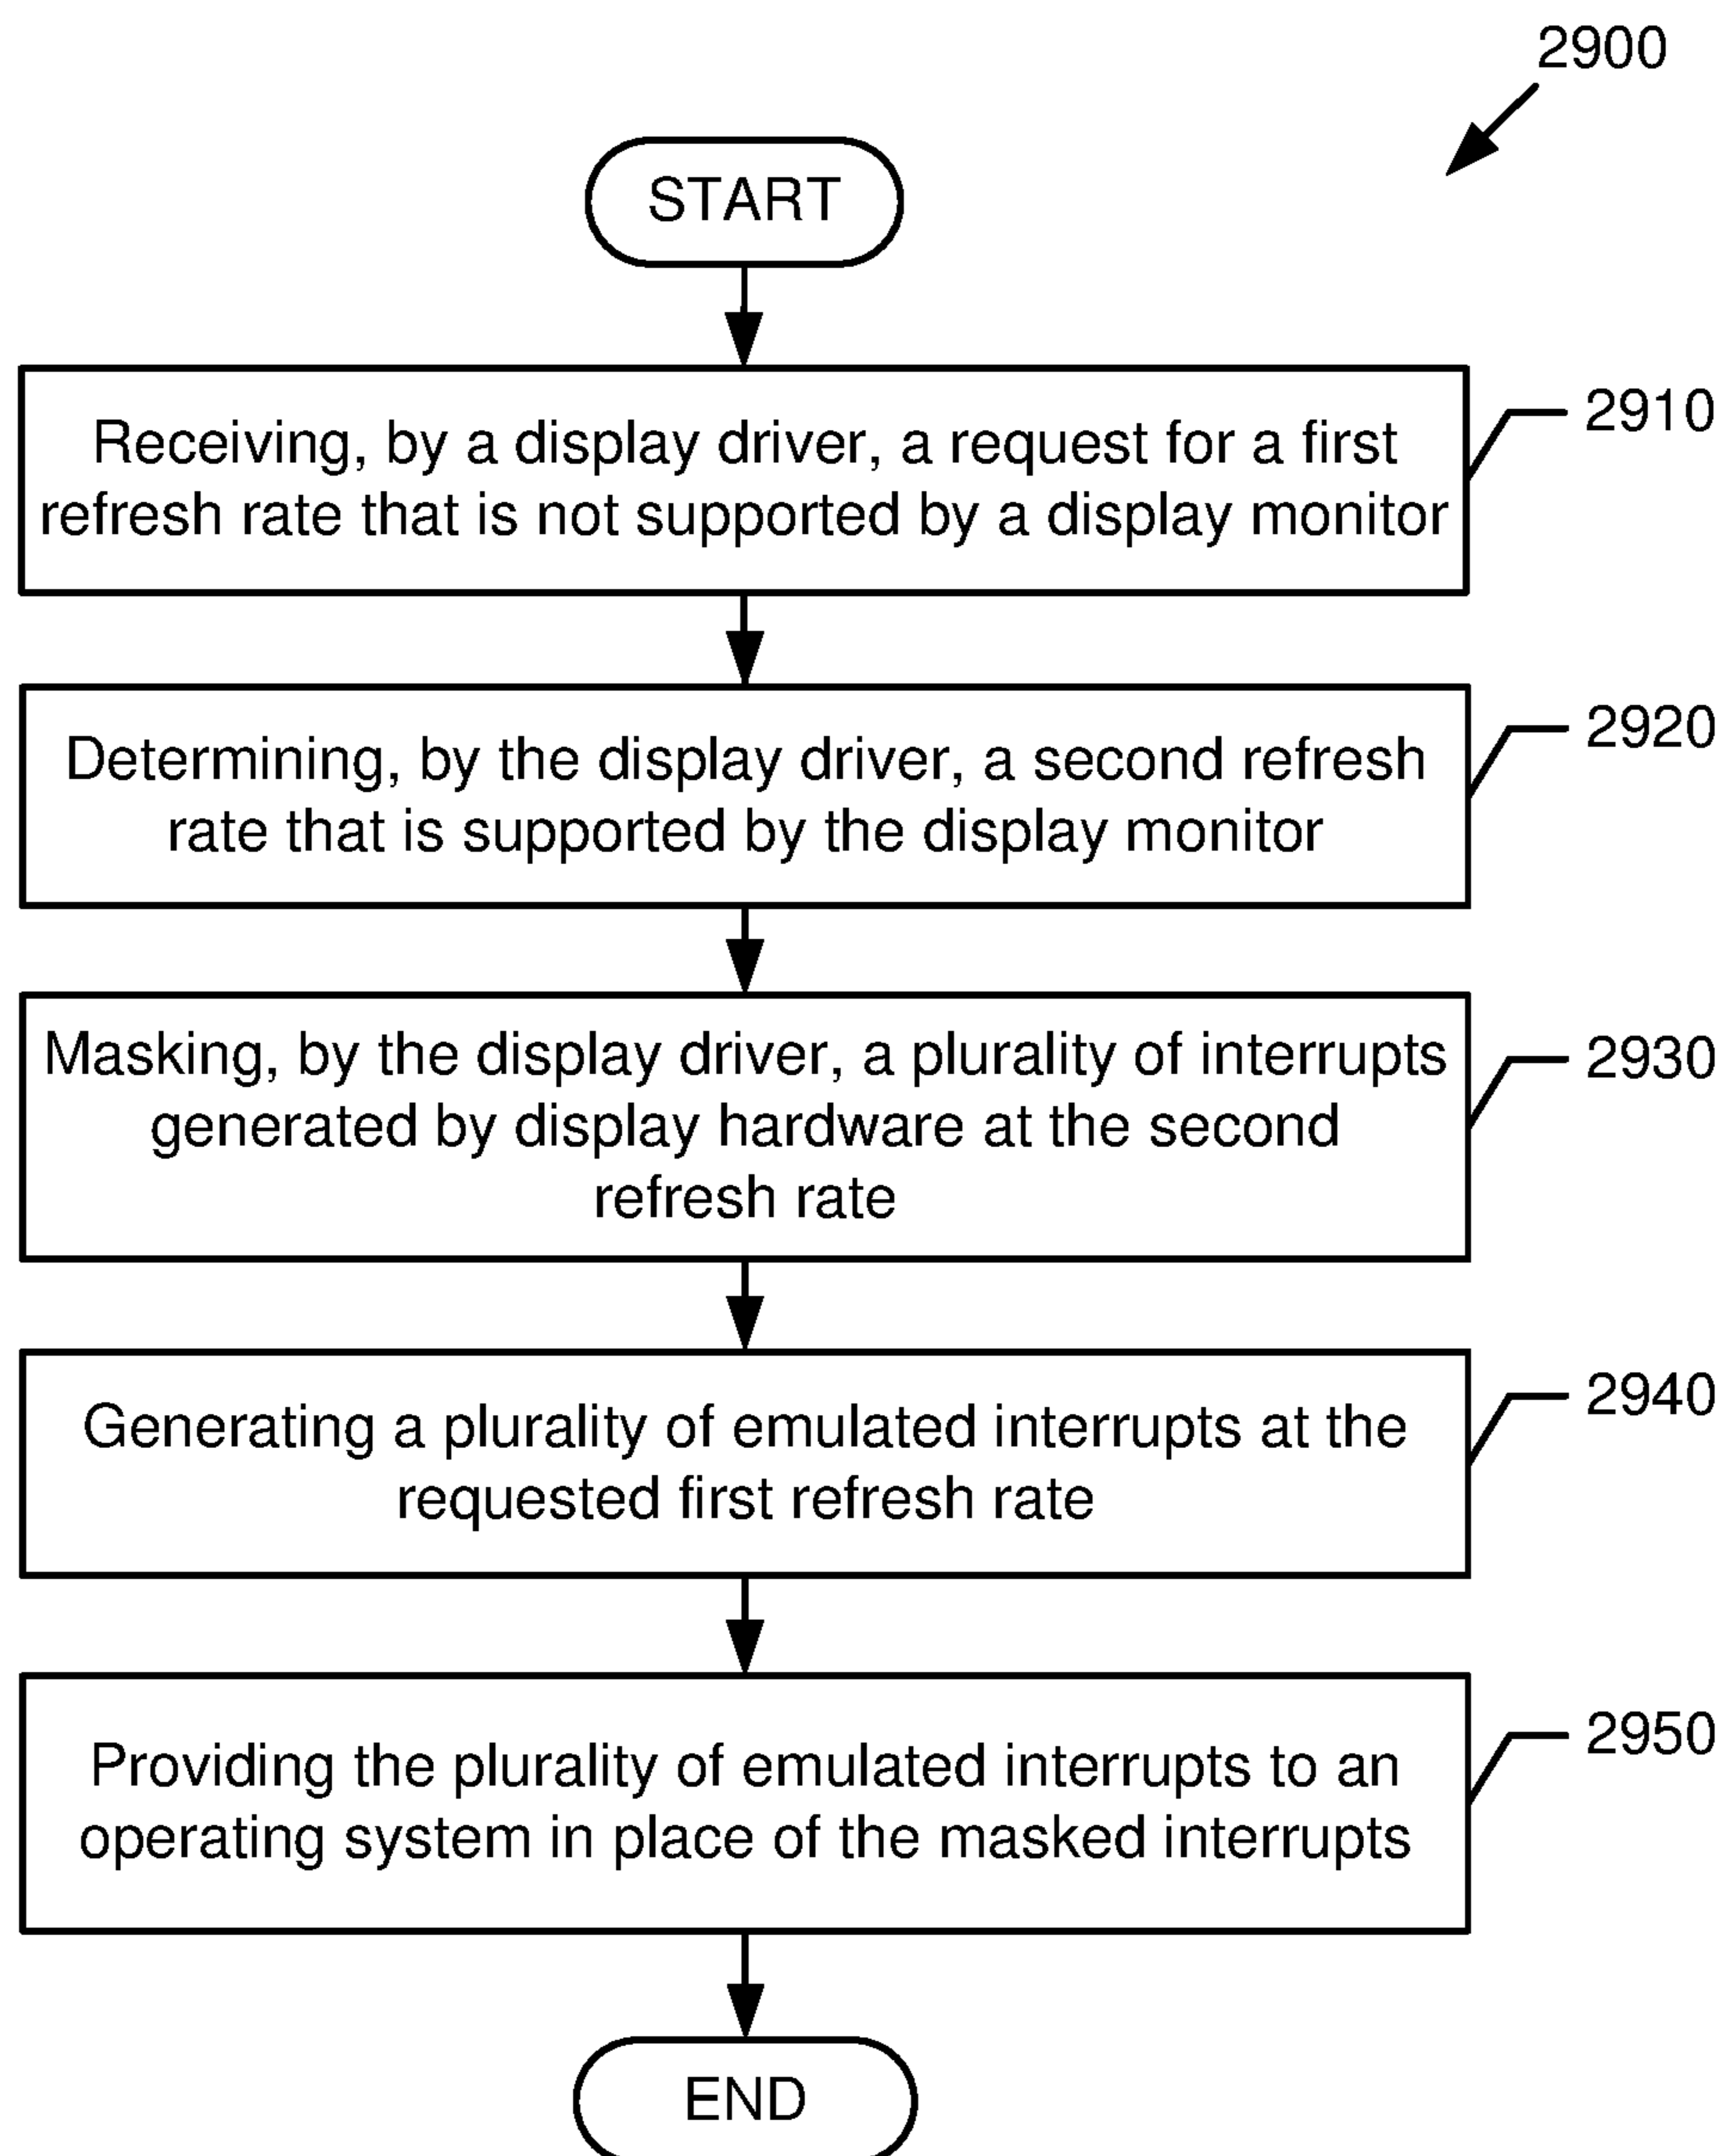 2900
START
Receiving, by a display driver, a request for a first
refresh rate that is not supported by a display monitor
2910
Determining, by the display driver, a second refresh
rate that is supported by the display monitor
2920
Masking, by the display driver, a plurality of interrupts
generated by display hardware at the second
refresh rate
2930
Generating a plurality of emulated interrupts at the
requested first refresh rate
2940
Providing the plurality of emulated interrupts to an
operating system in place of the masked interrupts
2950
END